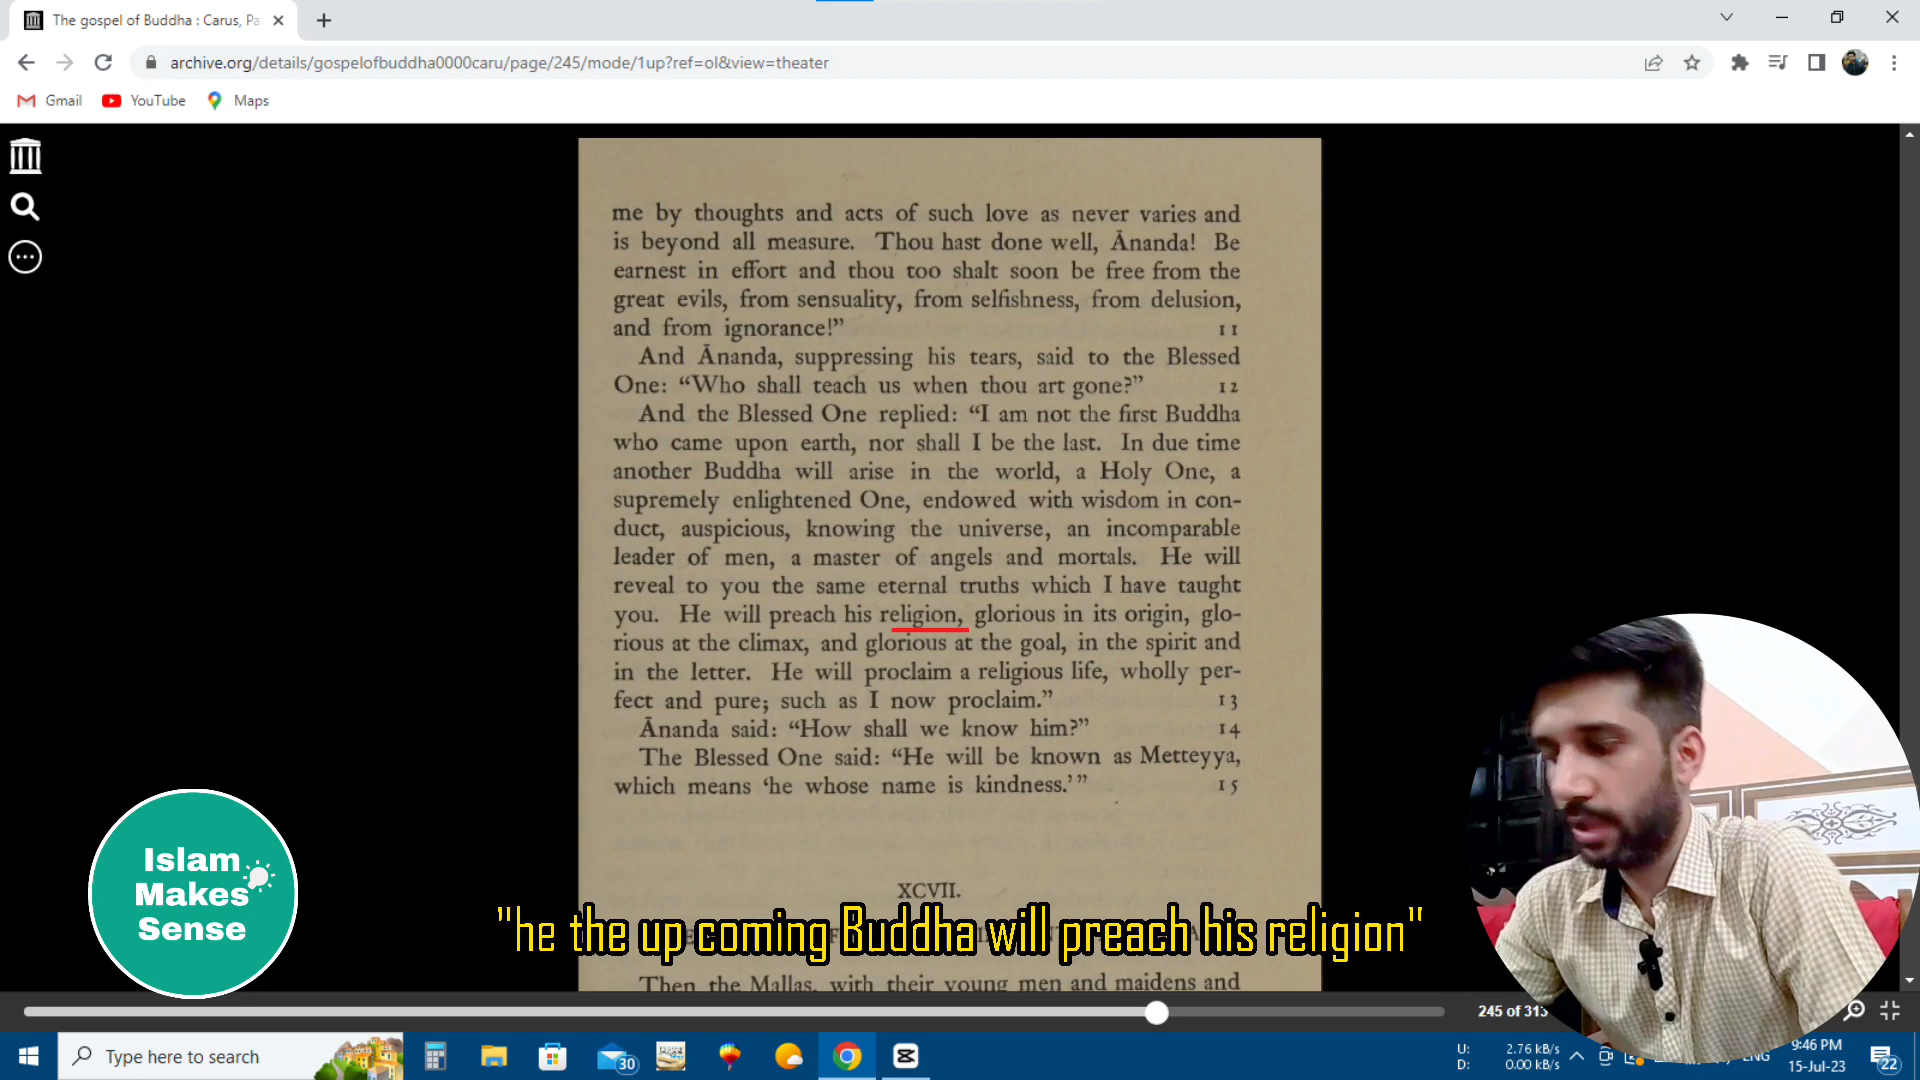 The gospel of Buddha : Carus, Pa
archive.org/details/gospelofbuddha0000caru/page/245/mode/1up?ref=ol&view=theater
Gmail YouTube Maps
me by thoughts and acts of such love as never varies and
is beyond all measure. Thou hast done well, Ānanda! Be
earnest in effort and thou too shalt soon be free from the
great evils, from sensuality, from selfishness, from delusion,
and from ignorance!” 11
And Ānanda, suppressing his tears, said to the Blessed
One: “Who shall teach us when thou art gone?” 12
And the Blessed One replied: “I am not the first Buddha
who came upon earth, nor shall I be the last. In due time
another Buddha will arise in the world, a Holy One, a
supremely enlightened One, endowed with wisdom in con-
duct, auspicious, knowing the universe, an incomparable
leader of men, a master of angels and mortals. He will
reveal to you the same eternal truths which I have taught
you. He will preach his religion, glorious in its origin, glo-
rious at the climax, and glorious at the goal, in the spirit and
in the letter. He will proclaim a religious life, wholly per-
fect and pure; such as I now proclaim.” 13
Ānanda said: “How shall we know him?” 14
The Blessed One said: “He will be known as Metteyya,
which means ‘he whose name is kindness.’” 15
XCVII.
Then the Mallas, with their young men and maidens and
Islam
Makes
Sense
"he the up coming Buddha will preach his religion"
245 of 313
Type here to search
30
U: 2.76 kB/s
D: 0.00 kB/s
ENG
9:46 PM
15-Jul-23
22